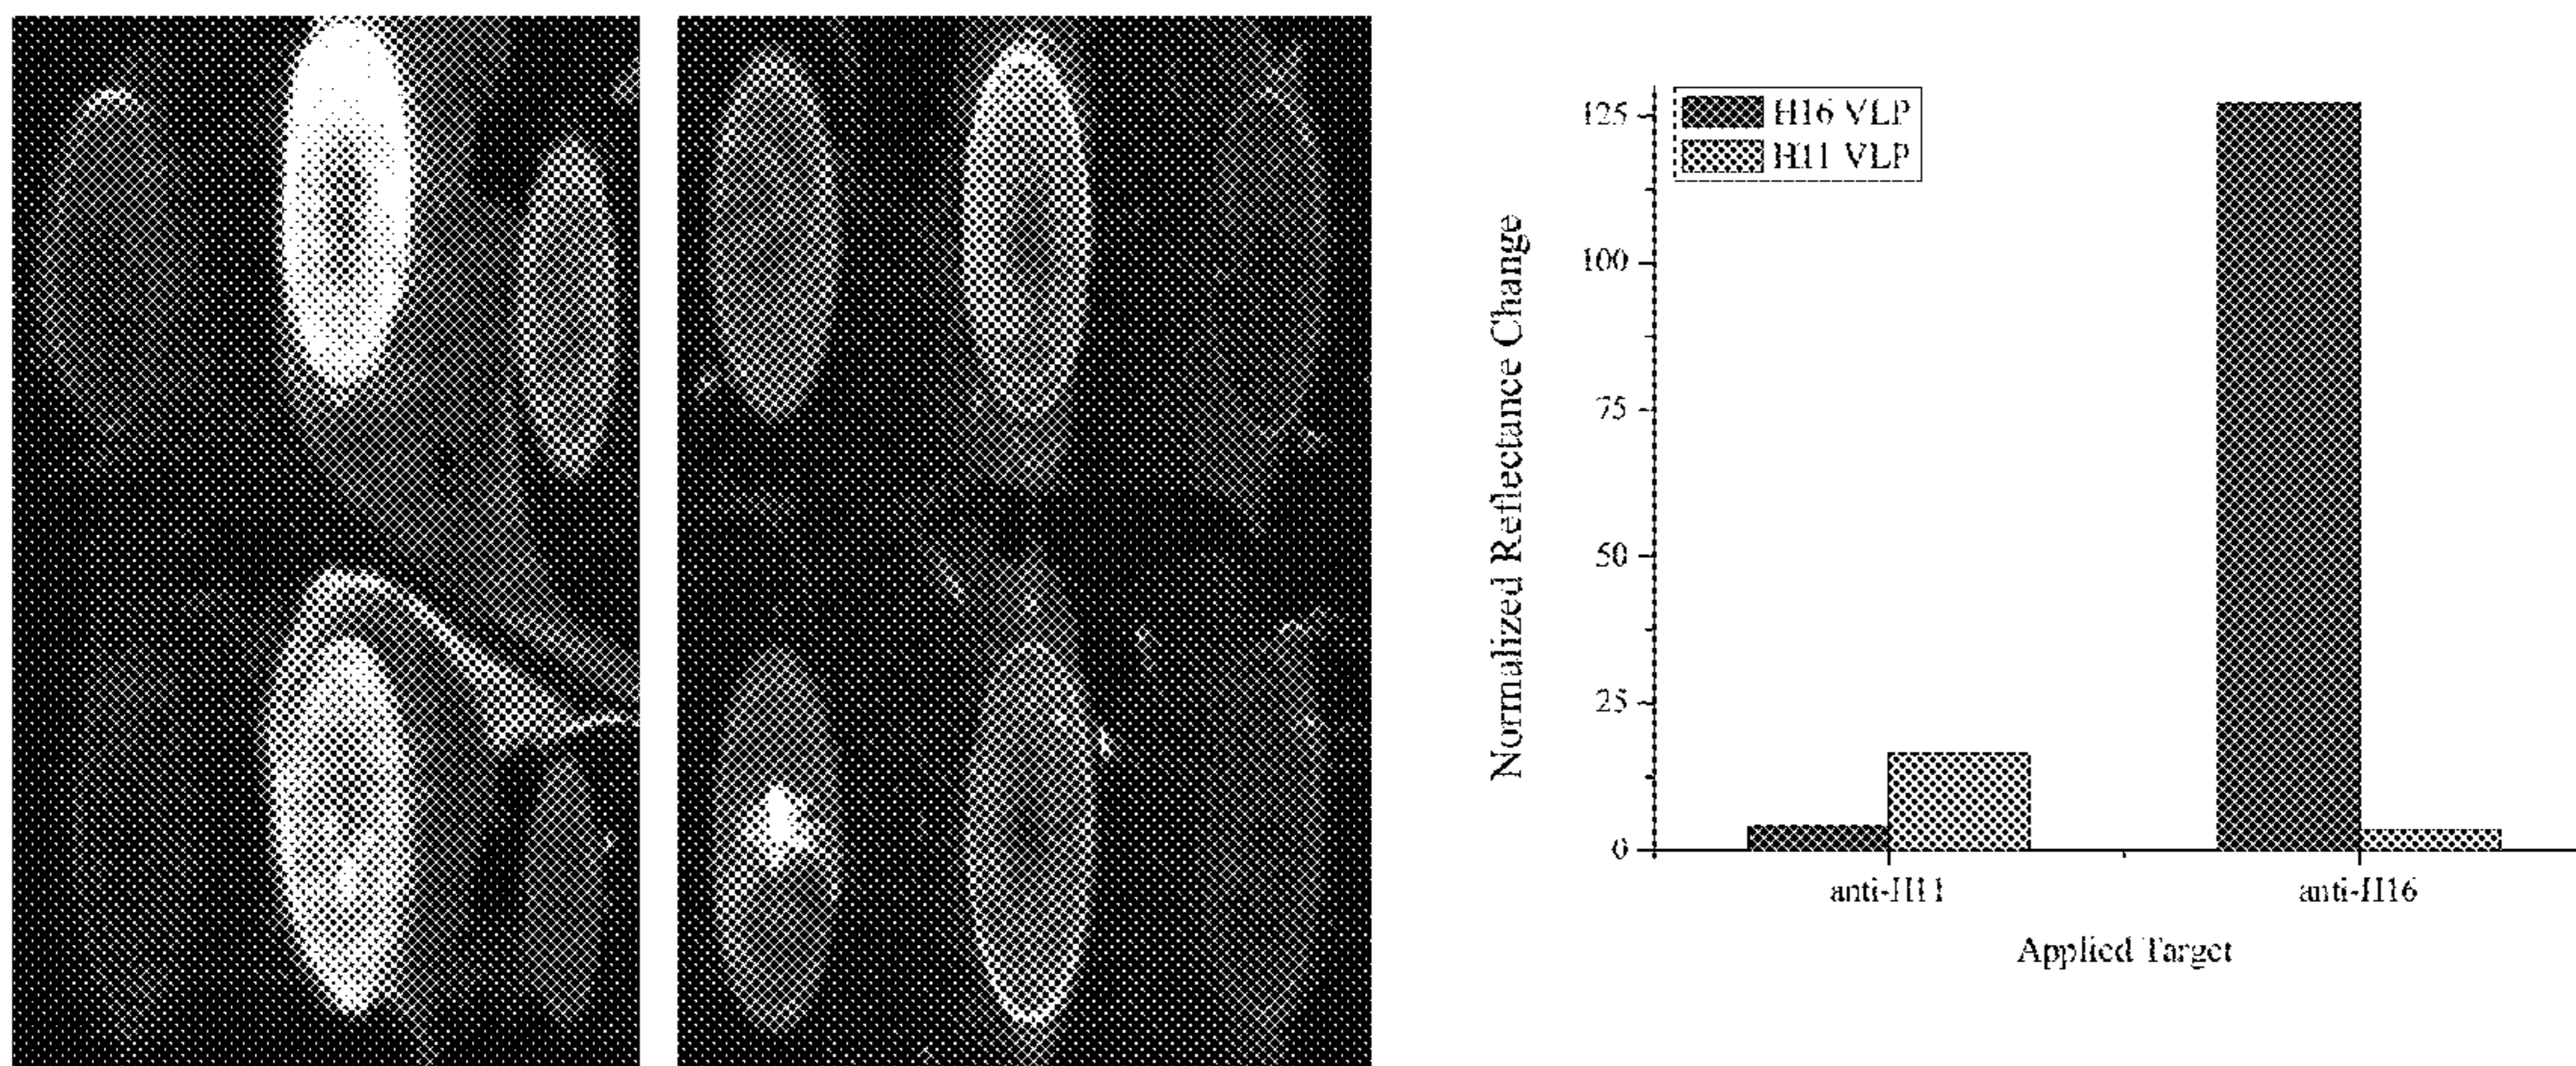 H16 VLP
H11 VLP
Normalized Reflectance Change
125
100
75
50
25
0
anti-H11
anti-H16
Applied Target